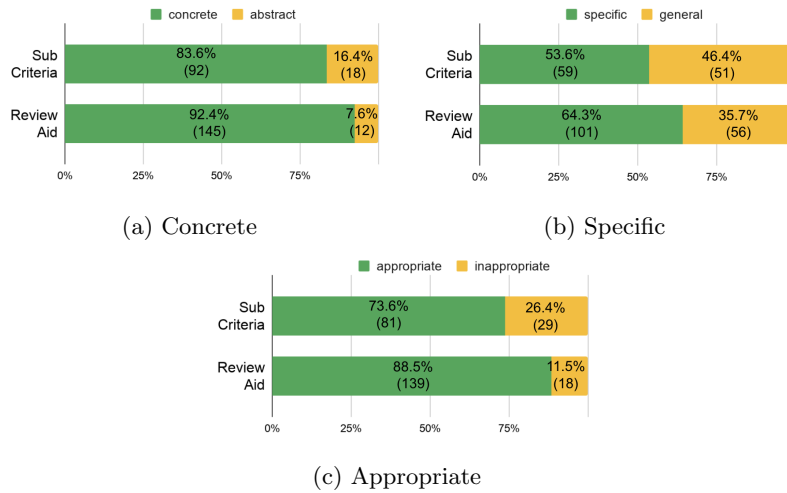 concrete abstract
Sub
Criteria
83.6%
(92)
16.4%
(18)
Review
Aid
92.4%
(145)
7.6%
(12)
0% 25% 50% 75%
(a) Concrete
specific general
Sub
Criteria
53.6%
(59)
46.4%
(51)
Review
Aid
64.3%
(101)
35.7%
(56)
0% 25% 50% 75%
(b) Specific
appropriate inappropriate
Sub
Criteria
73.6%
(81)
26.4%
(29)
Review
Aid
88.5%
(139)
11.5%
(18)
0% 25% 50% 75%
(c) Appropriate